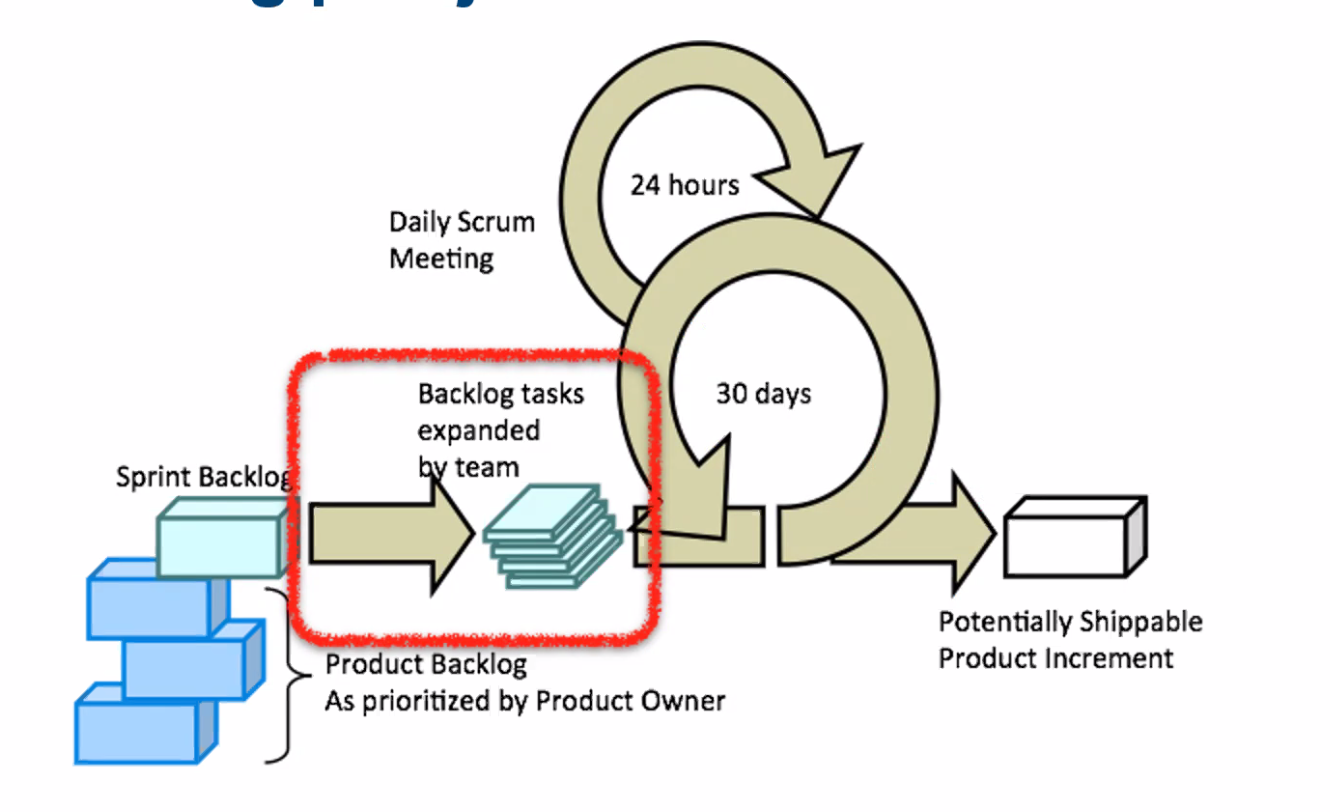 24 hours
Daily Scrum
Meeting
Backlog tasks
expanded
by team
30 days
Sprint Backlog
Potentially Shippable
Product Increment
Product Backlog
As prioritized by Product Owner